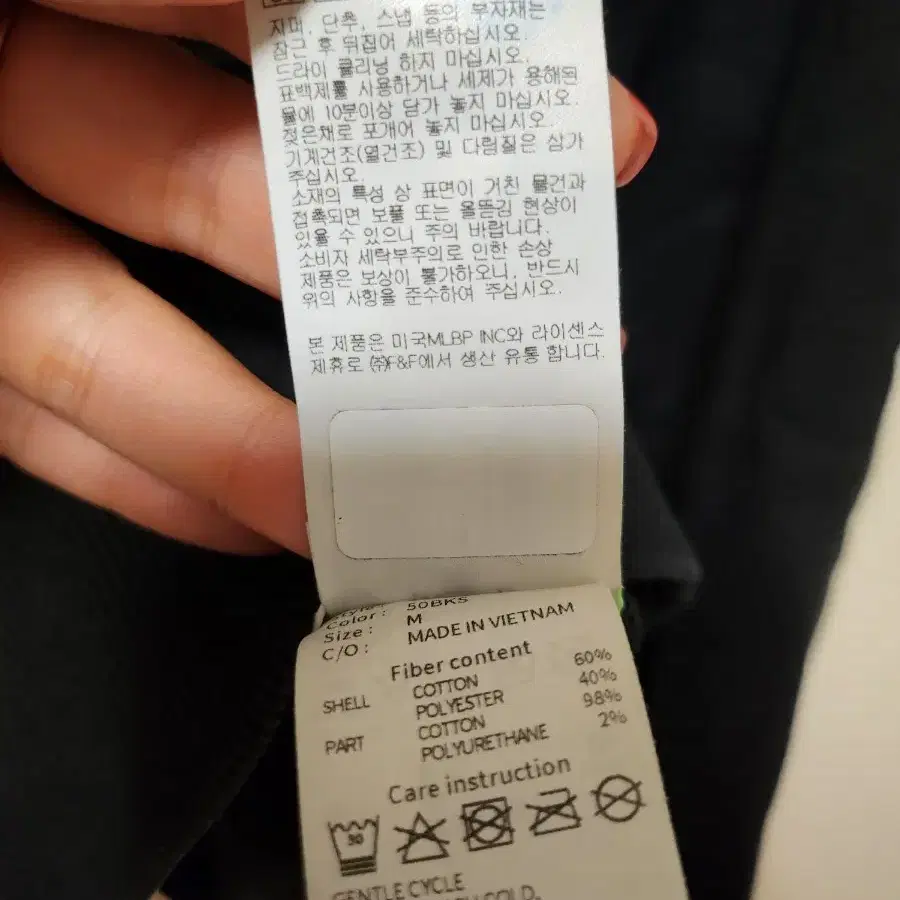 지퍼, 단추, 스냅 등의 부자재는
잠근 후 뒤집어 세탁하십시오.
드라이 클리닝 하지 마십시오.
표백제를 사용하거나 세제가 용해된
물에 10분이상 담가 놓지 마십시오.
젖은채로 포개어 놓지 마십시오.
기계건조(열건조) 및 다림질은 삼가
주십시오.
소재의 특성 상 표면이 거친 물건과
접촉되면 보풀 또는 올뜯김 현상이
있을 수 있으니 주의 바랍니다.
소비자 세탁부주의로 인한 손상
제품은 보상이 불가하오니, 반드시
위의 사항을 준수하여 주십시오.
본 제품은 미국MLBP INC와 라이센스
제휴로 ㈜F&F에서 생산 유통 합니다.
Color : 50BKS
Size : M
C/O : MADE IN VIETNAM
Fiber content
SHELL COTTON 60%
POLYESTER 40%
PART COTTON 98%
POLYURETHANE 2%
Care instruction
30
GENTLE CYCLE
COLD,